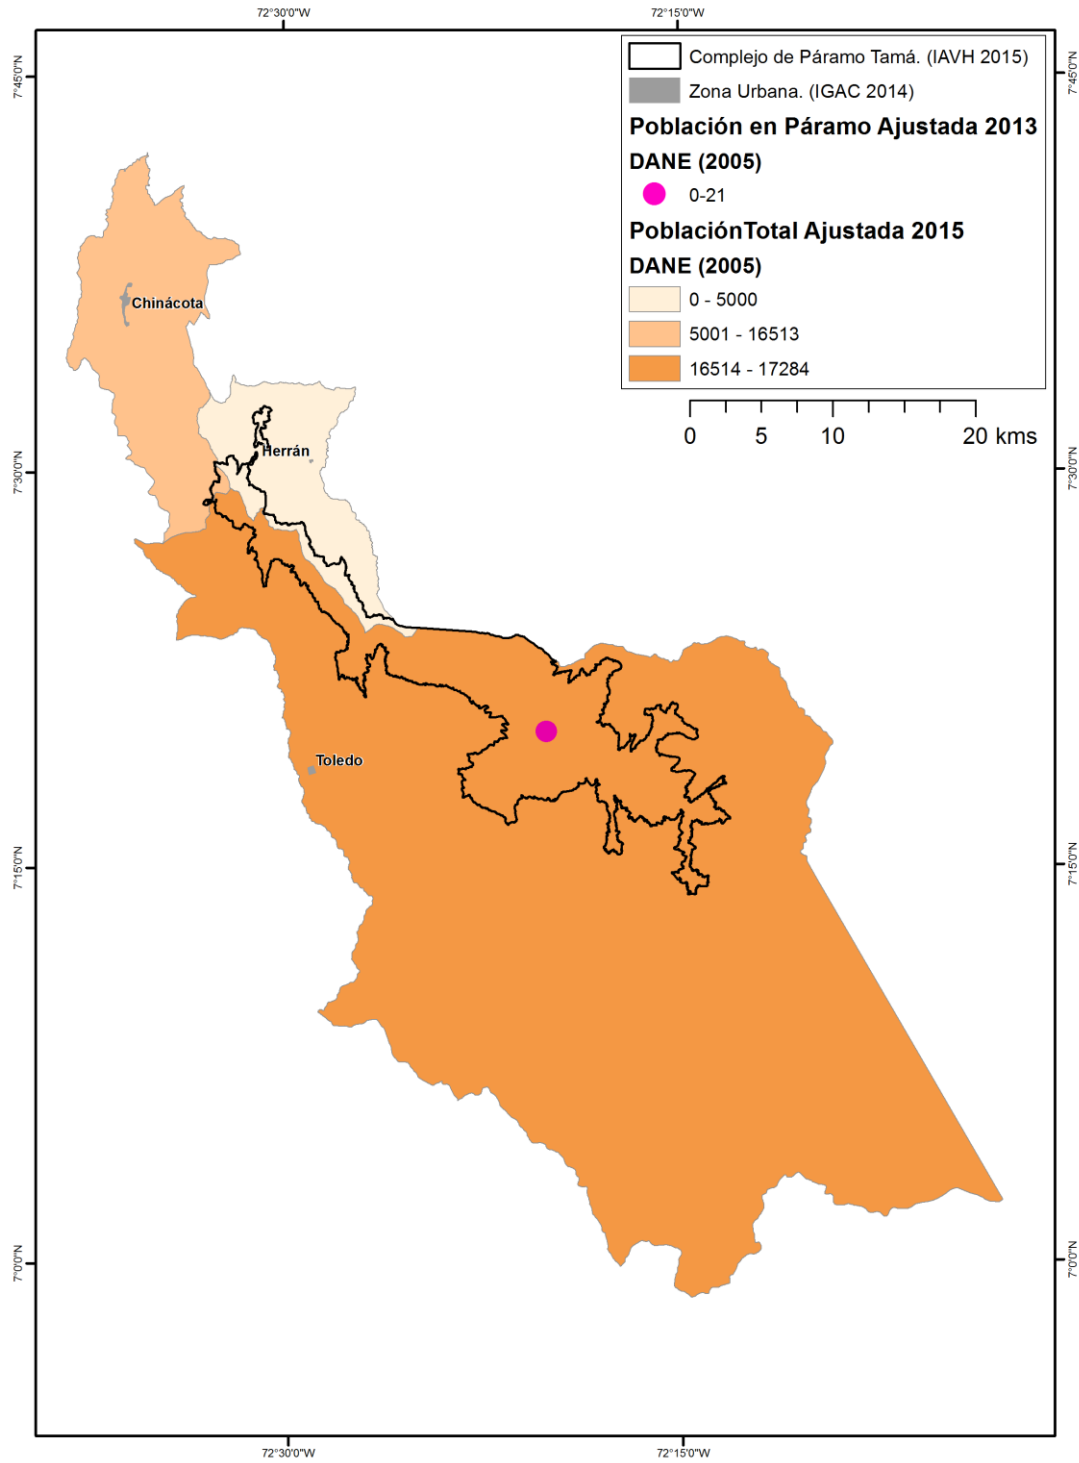 72°30'0"W
72°15'0"W
7°45'0"N
7°45'0"N
Complejo de Páramo Tamá. (IAVH 2015)
Zona Urbana. (IGAC 2014)
Población en Páramo Ajustada 2013
DANE (2005)
0-21
PoblaciónTotal Ajustada 2015
DANE (2005)
0 - 5000
5001 - 16513
16514 - 17284
0 5 10 20 kms
Chinácota
Herrán
7°30'0"N
7°30'0"N
Toledo
7°15'0"N
7°15'0"N
7°0'0"N
7°0'0"N
72°30'0"W
72°15'0"W